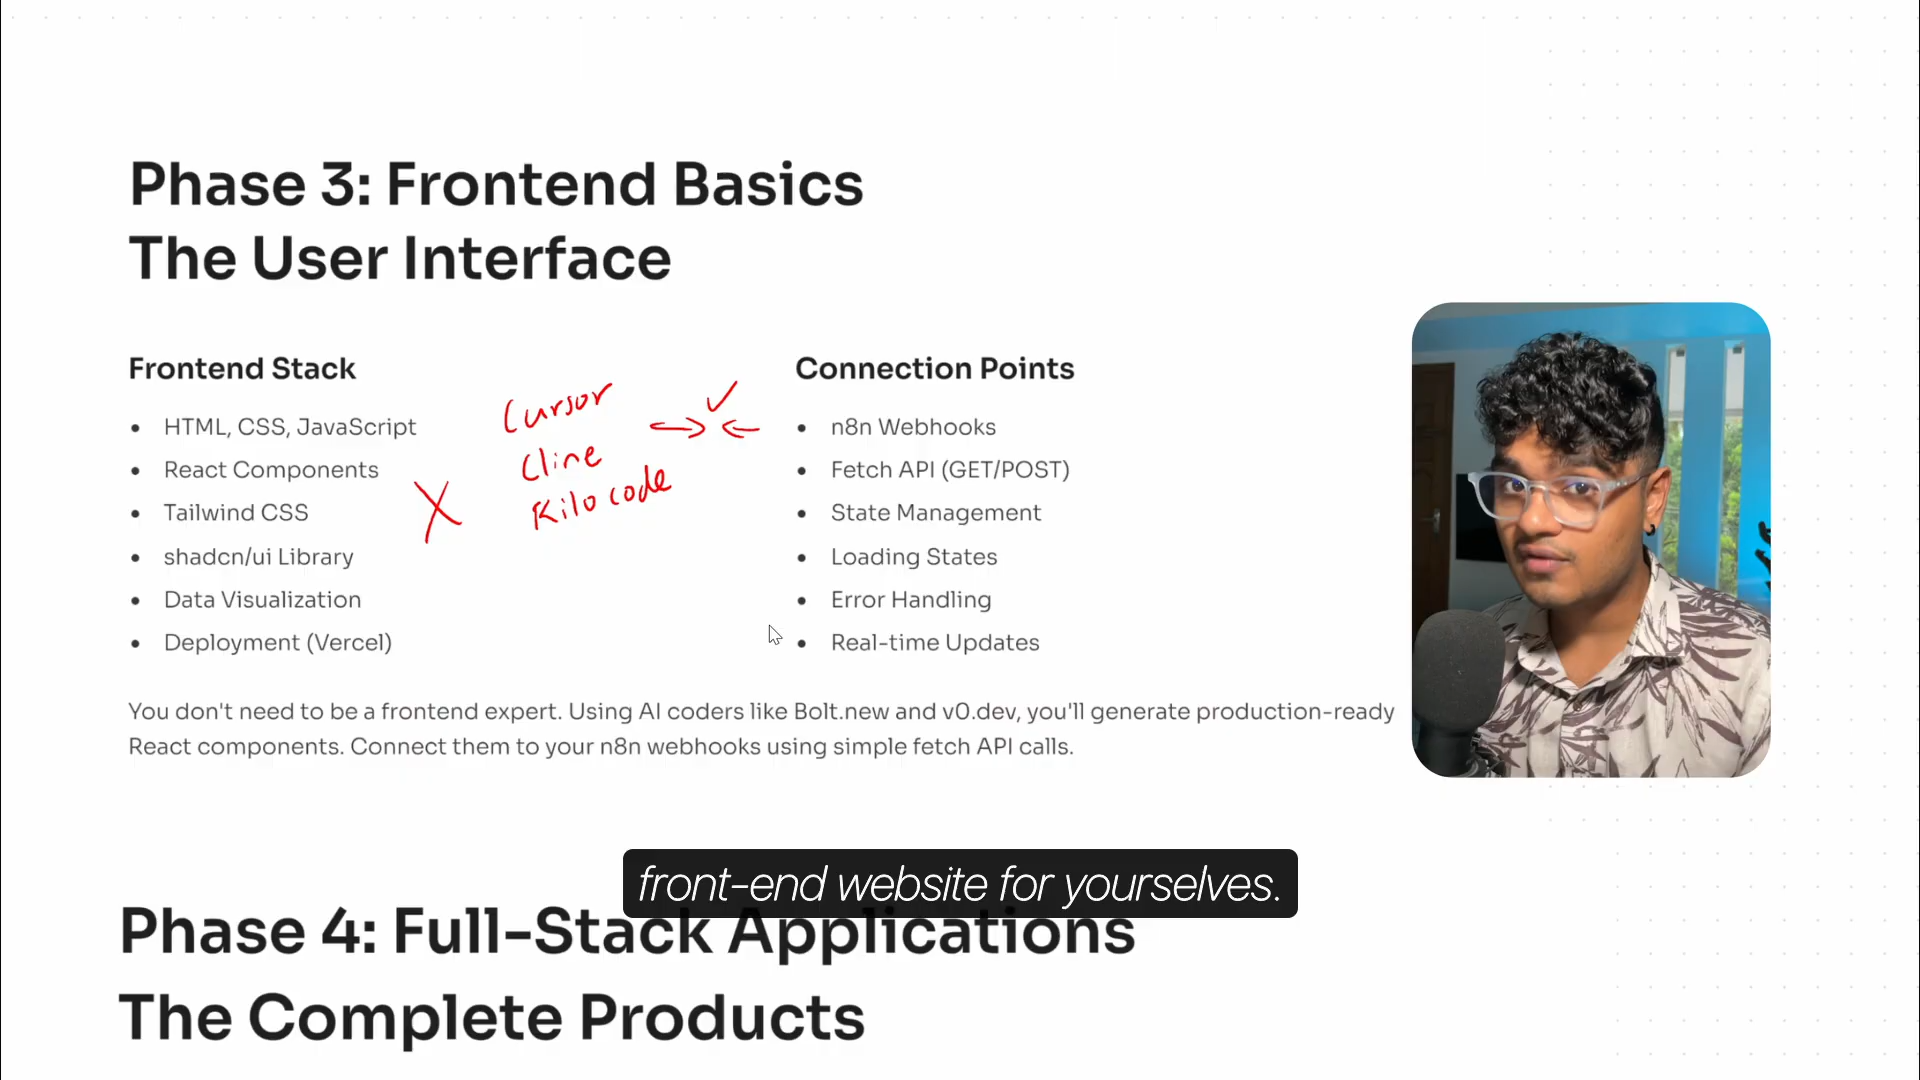 Phase 3: Frontend Basics
The User Interface
Frontend Stack
HTML, CSS, JavaScript
React Components
Tailwind CSS
shadcn/ui Library
Data Visualization
Deployment (Vercel)
Cursor
Cline
Kilo code
Connection Points
n8n Webhooks
Fetch API (GET/POST)
State Management
Loading States
Error Handling
Real-time Updates
You don't need to be a frontend expert. Using AI coders like Bolt.new and v0.dev, you'll generate production-ready
React components. Connect them to your n8n webhooks using simple fetch API calls.
front-end website for yourselves.
Phase 4: Full-Stack Applications
The Complete Products